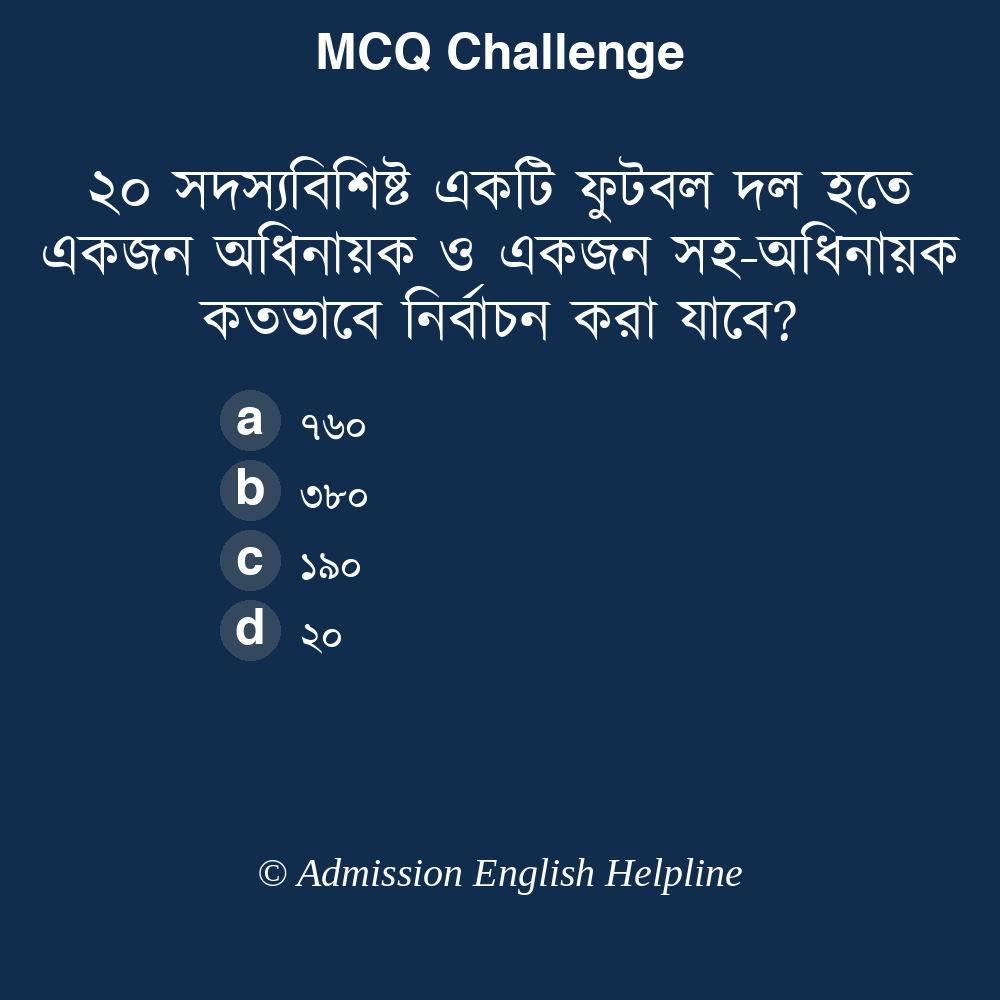 MCQ Challenge
২০ সদস্যবিশিষ্ট একটি ফুটবল দল হতে
একজন অধিনায়ক ও একজন সহ-অধিনায়ক
কতভাবে নির্বাচন করা যাবে?
a ৭৬০
b ৩৮০
c ১৯০
d ২০
© Admission English Helpline